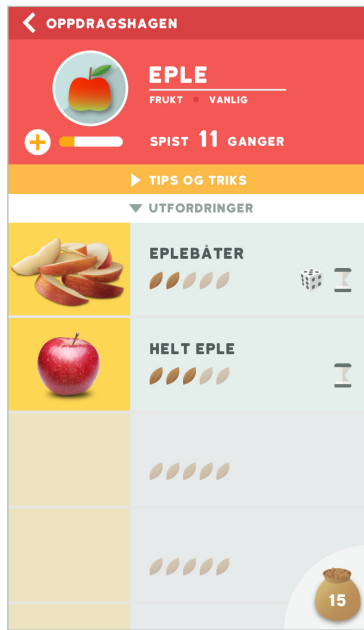 OPPDRAGSHAGEN
EPLE
FRUKT • VANLIG
SPIST 11 GANGER
TIPS OG TRIKS
UTFORDRINGER
EPLEBÅTER
HELT EPLE
15